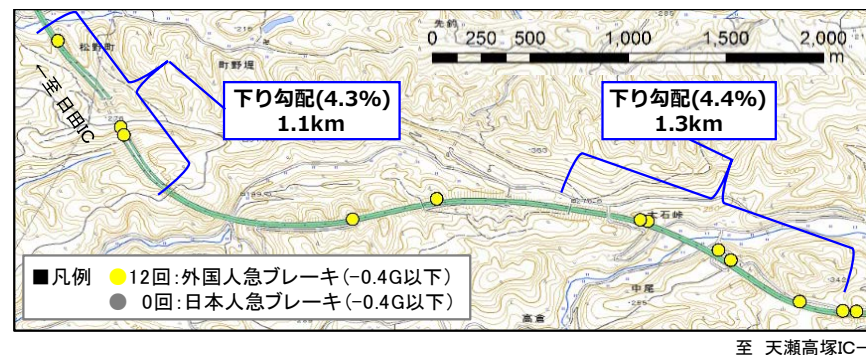 先釣
松野町
町野堤
0 250 500 1,000 1,500 2,000
m
←至 日田IC
下り勾配(4.3%)
1.1km
下り勾配(4.4%)
1.3km
大石峠
中尾
高倉
■凡例 12回:外国人急ブレーキ(-0.4G以下)
0回:日本人急ブレーキ(-0.4G以下)
至 天瀬高塚IC→